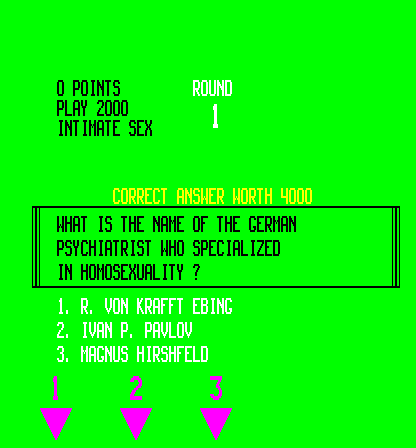 0 POINTS
ROUND
PLAY 2000
1
INTIMATE SEX
CORRECT ANSWER WORTH 4000
WHAT IS THE NAME OF THE GERMAN
PSYCHIATRIST WHO SPECIALIZED
IN HOMOSEXUALITY ?
1. R. VON KRAFFT EBING
2. IVAN P. PAVLOV
3. MAGNUS HIRSHFELD
1 2 3